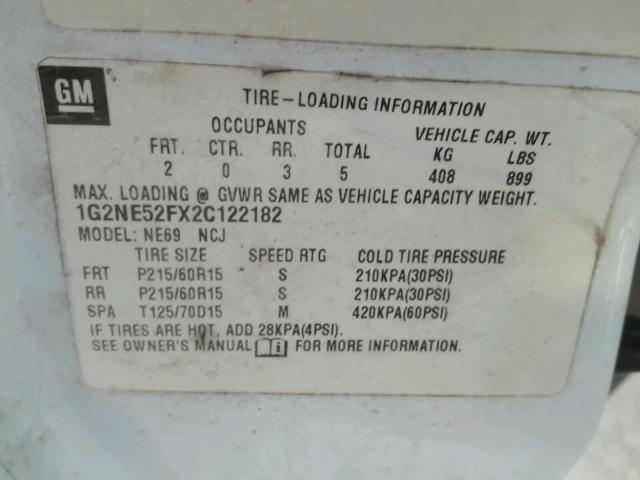 GM
TIRE-LOADING INFORMATION
OCCUPANTS VEHICLE CAP. WT.
FRT. CTR. RR. TOTAL KG LBS
2 0 3 5 408 899
MAX. LOADING @ GVWR SAME AS VEHICLE CAPACITY WEIGHT.
1G2NE52FX2C122182
MODEL: NE69 NCJ
TIRE SIZE SPEED RTG COLD TIRE PRESSURE
FRT P215/60R15 S 210KPA(30PSI)
RR P215/60R15 S 210KPA(30PSI)
SPA T125/70D15 M 420KPA(60PSI)
IF TIRES ARE HOT, ADD 28KPA(4PSI).
SEE OWNER'S MANUAL i FOR MORE INFORMATION.